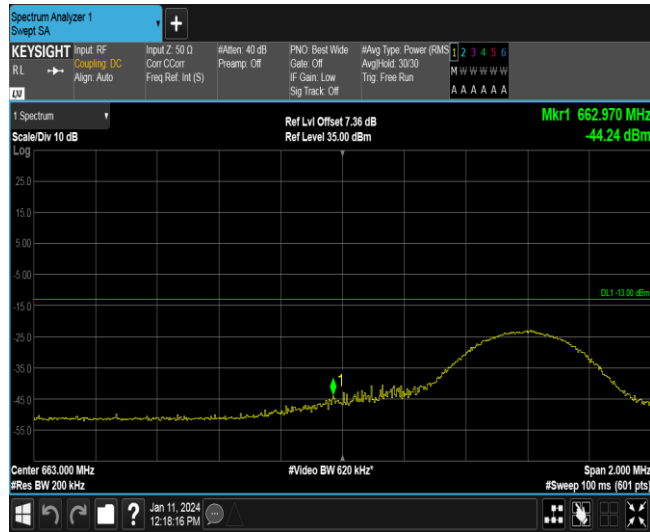 Spectrum Analyzer 1
Swept SA
+
KEYSIGHT
RL
LXI
Input: RF
Coupling: DC
Align: Auto
Input Z: 50 Ω
Corr CCorr
Freq Ref: Int (S)
#Atten: 40 dB
Preamp: Off
PNO: Best Wide
Gate: Off
IF Gain: Low
Sig Track: Off
#Avg Type: Power (RMS
Avg|Hold: 30/30
Trig: Free Run
1 2 3 4 5 6
M W W W W W
A A A A A A
1 Spectrum
Scale/Div 10 dB
Log
Ref Lvl Offset 7.36 dB
Ref Level 35.00 dBm
Mkr1 662.970 MHz
-44.24 dBm
25.0
15.0
5.00
-5.00
DL1 -13.00 dBm
-15.0
-25.0
-35.0
1
-45.0
-55.0
Center 663.000 MHz
#Res BW 200 kHz
#Video BW 620 kHz*
Span 2.000 MHz
#Sweep 100 ms (601 pts)
?
Jan 11, 2024
12:18:16 PM